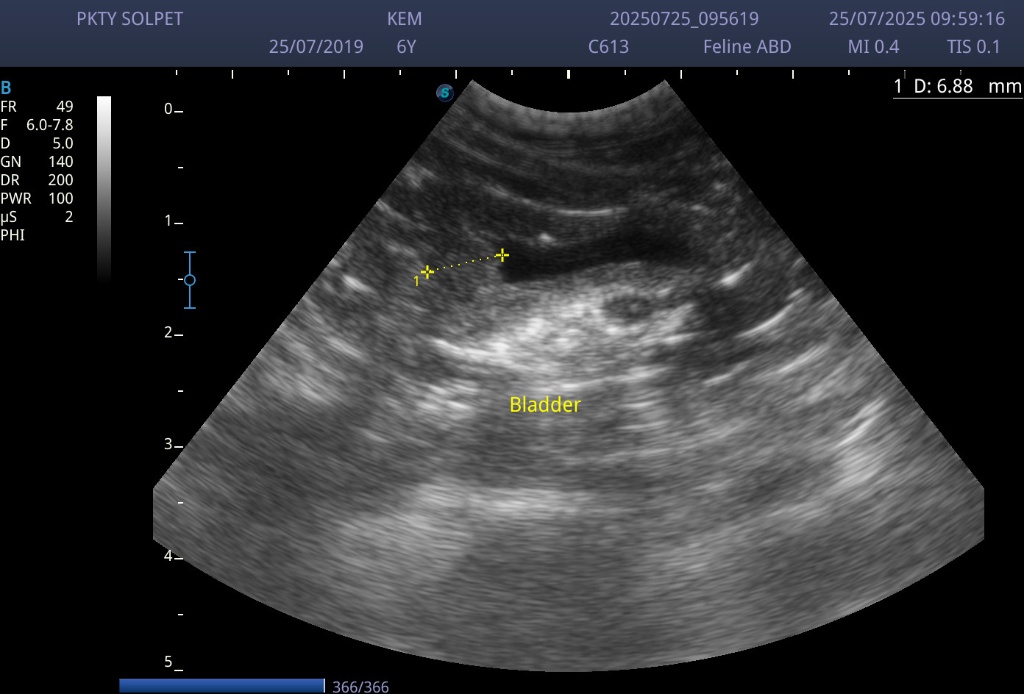 PKTY SOLPET KEM 20250725_095619 25/07/2025 09:59:16
25/07/2019 6Y C613 Feline ABD MI 0.4 TIS 0.1
B
FR 49
F 6.0-7.8
D 5.0
GN 140
DR 200
PWR 100
µS 2
PHI
S
1 D: 6.88 mm
0
1
1
2
Bladder
3
4
5
366/366